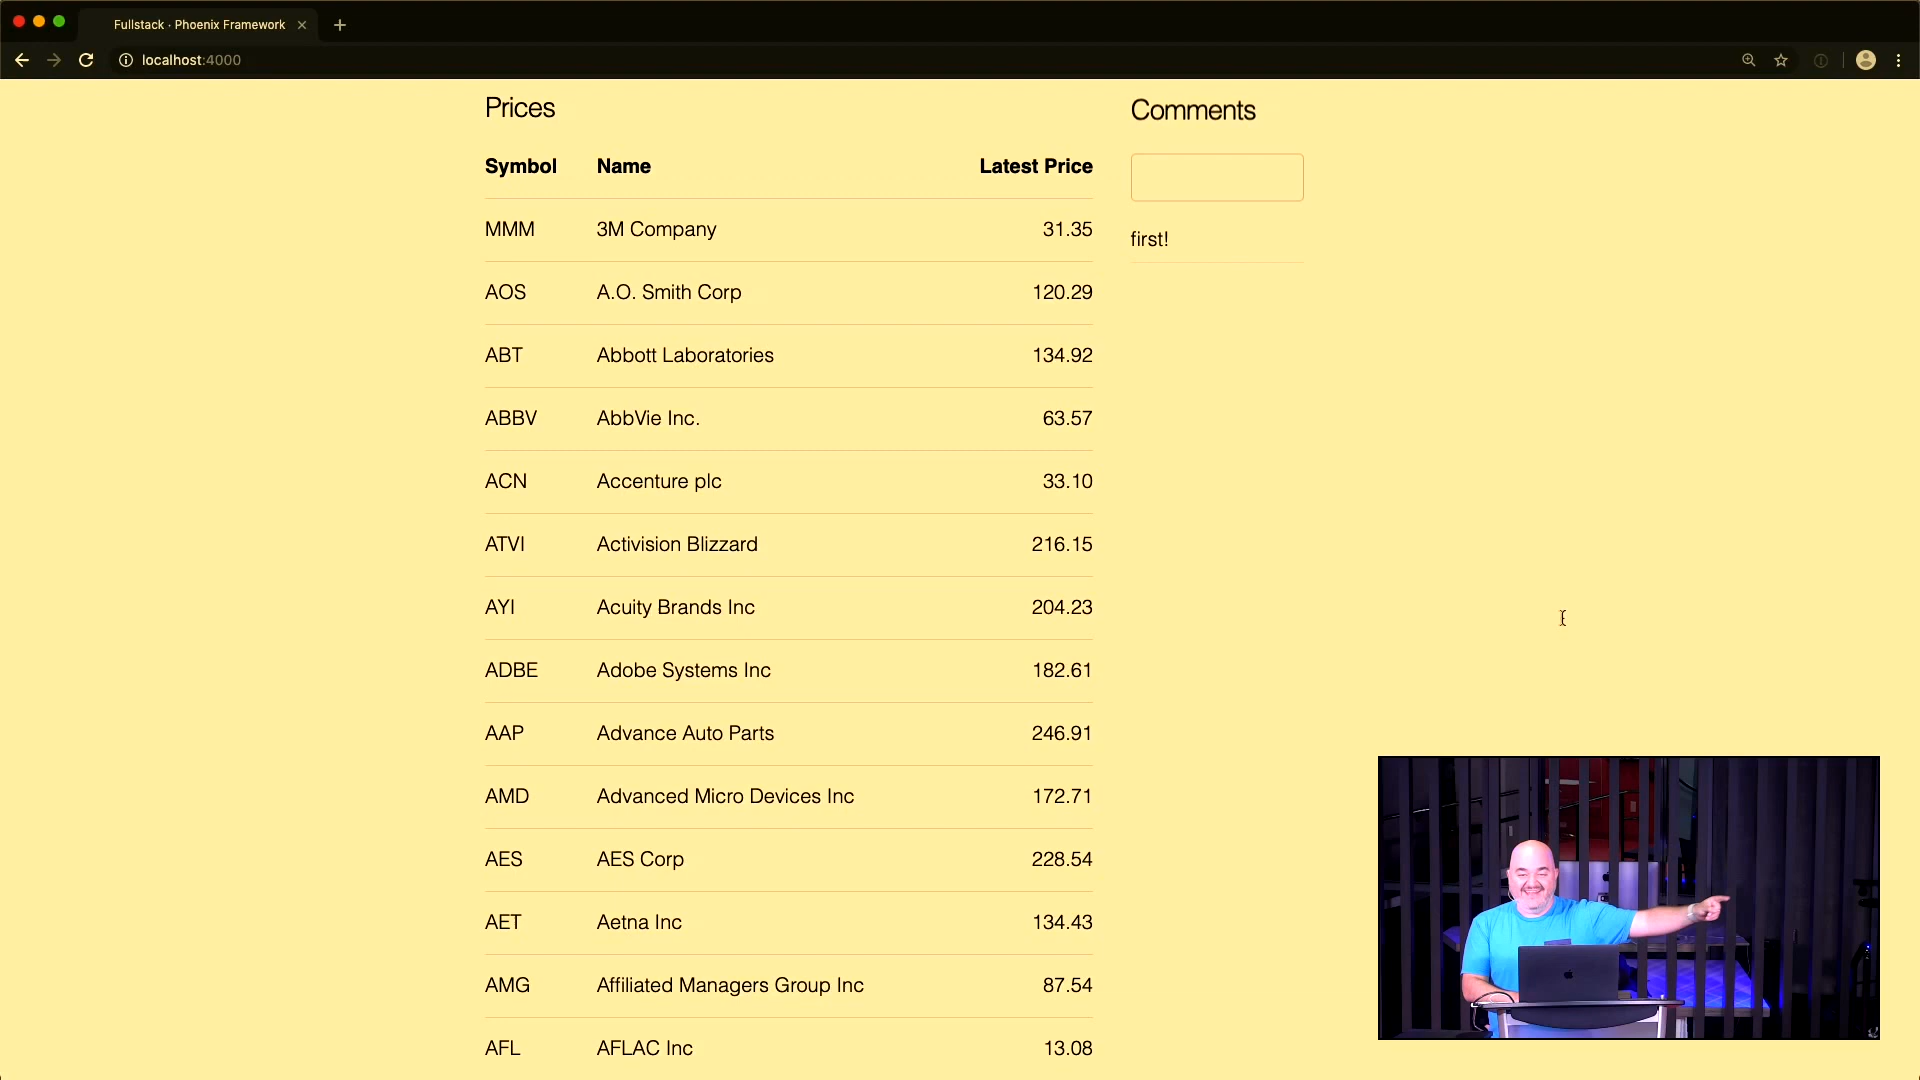 Fullstack · Phoenix Framework
localhost:4000
Prices
Symbol Name Latest Price
MMM 3M Company 31.35
AOS A.O. Smith Corp 120.29
ABT Abbott Laboratories 134.92
ABBV AbbVie Inc. 63.57
ACN Accenture plc 33.10
ATVI Activision Blizzard 216.15
AYI Acuity Brands Inc 204.23
ADBE Adobe Systems Inc 182.61
AAP Advance Auto Parts 246.91
AMD Advanced Micro Devices Inc 172.71
AES AES Corp 228.54
AET Aetna Inc 134.43
AMG Affiliated Managers Group Inc 87.54
AFL AFLAC Inc 13.08
Comments
first!